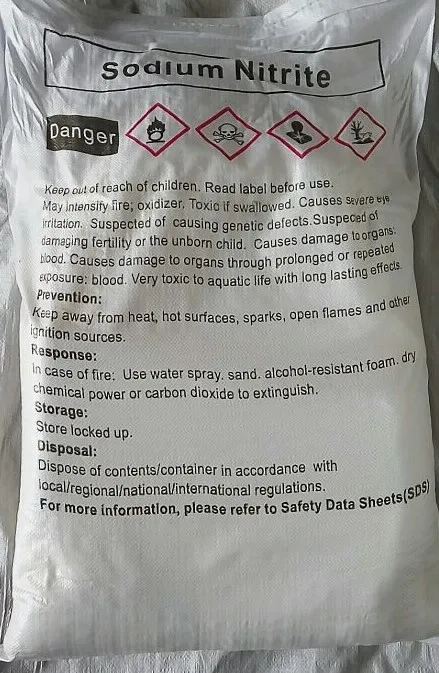 Sodium Nitrite
Danger
Keep out of reach of children. Read label before use.
May intensify fire; oxidizer. Toxic if swallowed. Causes severe eye
irritation. Suspected of causing genetic defects.Suspeced of
damaging fertility or the unborn child. Causes damage to organs:
blood. Causes damage to organs through prolonged or repeated
exposure: blood. Very toxic to aquatic life with long lasting effects.
Prevention:
Keep away from heat, hot surfaces, sparks, open flames and other
ignition sources.
Response:
In case of fire: Use water spray. sand. alcohol-resistant foam. dry
chemical power or carbon dioxide to extinguish.
Storage:
Store locked up.
Disposal:
Dispose of contents/container in accordance with
local/regional/national/international regulations.
For more information, please refer to Safety Data Sheets(SDS)